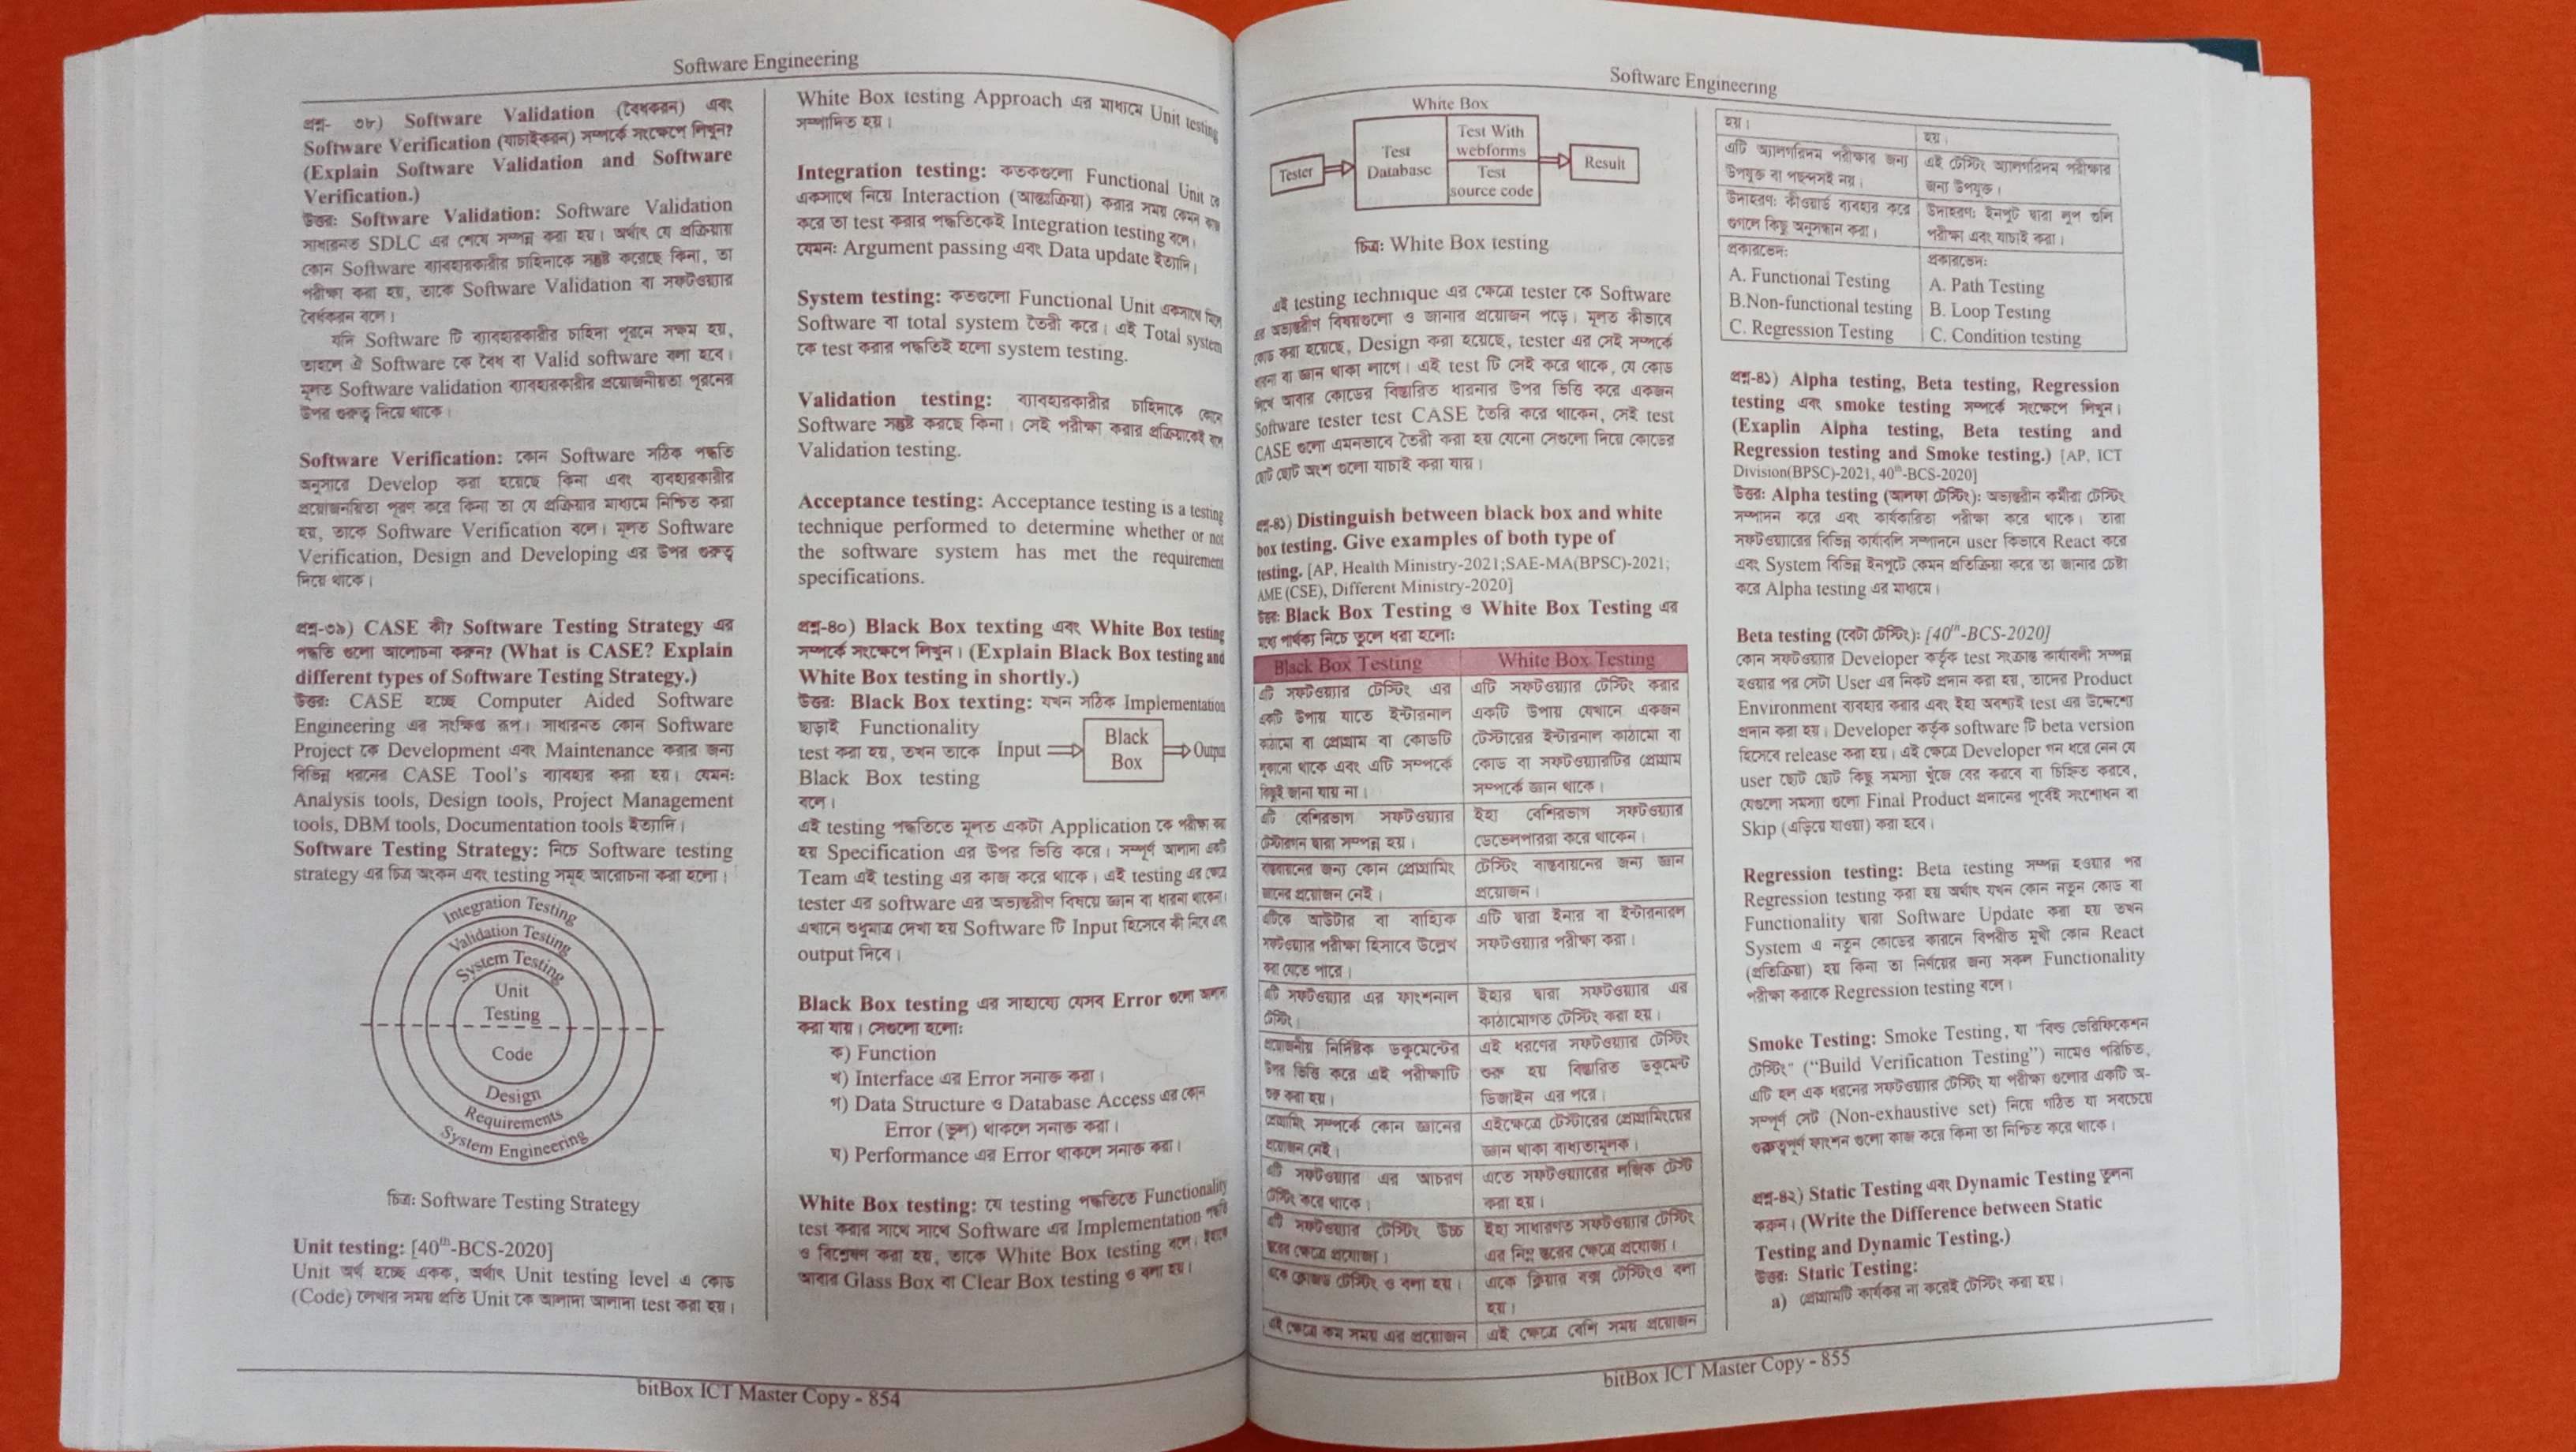 Software Engineering
প্রশ্ন- ৩৮) Software Validation (বৈধকরন) এবং
Software Verification (যাচাইকরন) সম্পর্কে সংক্ষেপে লিখুন?
(Explain Software Validation and Software
Verification.)
উত্তর: Software Validation: Software Validation
সাধারনত SDLC এর শেষে সম্পন্ন করা হয়। অর্থাৎ যে প্রক্রিয়ায়
কোন Software ব্যাবহারকারীর চাহিদাকে সন্তুষ্ট করেছে কিনা, তা
পরীক্ষা করা হয়, তাকে Software Validation বা সফটওয়্যার
বৈর্ধকরন বলে।
যদি Software টি ব্যাবহারকারীর চাহিদা পূরনে সক্ষম হয়,
তাহলে ঐ Software কে বৈধ বা Valid software বলা হবে।
মূলত Software validation ব্যাবহারকারীর প্রয়োজনীয়তা পূরনের
উপর গুরুত্ব দিয়ে থাকে।
Software Verification: কোন Software সঠিক পদ্ধতি
অনুসারে Develop করা হয়েছে কিনা এবং ব্যবহারকারীর
প্রয়োজনয়িতা পূরণ করে কিনা তা যে প্রক্রিয়ার মাধ্যমে নিশ্চিত করা
হয়, তাকে Software Verification বলে। মূলত Software
Verification, Design and Developing এর উপর গুরুত্ব
দিয়ে থাকে।
প্রশ্ন-৩৯) CASE কী? Software Testing Strategy এর
পদ্ধতি গুলো আলোচনা করুন? (What is CASE? Explain
different types of Software Testing Strategy.)
উত্তর: CASE হচ্ছে Computer Aided Software
Engineering এর সংক্ষিপ্ত রূপ। সাধারনত কোন Software
Project কে Development এবং Maintenance করার জন্য
বিভিন্ন ধরনের CASE Tool's ব্যাবহার করা হয়। যেমন:
Analysis tools, Design tools, Project Management
tools, DBM tools, Documentation tools ইত্যাদি।
Software Testing Strategy: নিচে Software testing
strategy এর চিত্র অংকন এবং testing সমূহ আরোচনা করা হলো।
Integration Testing
Validation Testing
System Testing
Unit
Testing
Code
Design
Requirements
System Engineering
চিত্র: Software Testing Strategy
Unit testing: [40th-BCS-2020]
Unit অর্থ হচ্ছে একক, অর্থাৎ Unit testing level এ কোড
(Code) লেখার সময় প্রতি Unit কে আলাদা আলাদা test করা হয়।
White Box testing Approach এর মাধ্যমে Unit testing
সম্পাদিত হয়।
Integration testing: কতকগুলো Functional Unit কে
একসাথে নিয়ে Interaction (আন্তঃক্রিয়া) করার সময় কেমন কাজ
করে তা test করার পদ্ধতিকেই Integration testing বলে।
যেমন: Argument passing এবং Data update ইত্যাদি।
System testing: কতগুলো Functional Unit একসাথে মিলে
Software বা total system তৈরী করে। এই Total system
কে test করার পদ্ধতিই হলো system testing.
Validation testing: ব্যাবহারকারীর চাহিদাকে কোনো
Software সন্তুষ্ট করছে কিনা। সেই পরীক্ষা করার প্রক্রিয়াকেই বলে
Validation testing.
Acceptance testing: Acceptance testing is a testing
technique performed to determine whether or not
the software system has met the requirement
specifications.
প্রশ্ন-৪০) Black Box texting এবং White Box testing
সম্পর্কে সংক্ষেপে লিখুন। (Explain Black Box testing and
White Box testing in shortly.)
উত্তর: Black Box texting: যখন সঠিক Implementation
ছাড়াই Functionality
test করা হয়, তখন তাকে
Black Box testing
বলে।
Input
Black
Box
Output
এই testing পদ্ধতিতে মূলত একটা Application কে পরীক্ষা করা
হয় Specification এর উপর ভিত্তি করে। সম্পূর্ণ আলাদা একটি
Team এই testing এর কাজ করে থাকে। এই testing এর ক্ষেত্রে
tester এর software এর অভ্যন্তরীণ বিষয়ে জ্ঞান বা ধারনা থাকেনা।
এখানে শুধুমাত্র দেখা হয় Software টি Input হিসেবে কী নিবে এবং
output দিবে।
Black Box testing এর সাহায্যে যেসব Error গুলো
করা যায়। সেগুলো হলো:
ক) Function
খ) Interface এর Error সনাক্ত করা।
গ) Data Structure ও Database Access এর কোন
Error (ভুল) থাকলে সনাক্ত করা।
ঘ) Performance এর Error থাকলে সনাক্ত করা।
White Box testing: যে testing পদ্ধতিতে Functionality
test করার সাথে সাথে Software এর Implementation পদ্ধতি
ও বিশ্লেষণ করা হয়, তাকে White Box testing বলে। ইহাকে
আবার Glass Box বা Clear Box testing ও বলা হয়।
bitBox ICT Master Copy - 854
Software Engineering
White Box
Tester
Test
Database
Test With
webforms
Test
source code
Result
চিত্র: White Box testing
এই testing technique এর ক্ষেত্রে tester কে Software
এর অভ্যন্তরীণ বিষয়গুলো ও জানার প্রয়োজন পড়ে। মূলত কীভাবে
কোড করা হয়েছে, Design করা হয়েছে, tester এর সেই সম্পর্কে
ধারনা বা জ্ঞান থাকা লাগে। এই test টি সেই করে থাকে, যে কোড
লিখে আবার কোডের বিস্তারিত ধারনার উপর ভিত্তি করে একজন
Software tester test CASE তৈরি করে থাকেন, সেই test
CASE গুলো এমনভাবে তৈরী করা হয় যেনো সেগুলো দিয়ে কোডের
ছোট ছোট অংশ গুলো যাচাই করা যায়।
প্রশ্ন-৪১) Distinguish between black box and white
box testing. Give examples of both type of
testing. [AP, Health Ministry-2021;SAE-MA(BPSC)-2021;
AME (CSE), Different Ministry-2020]
উত্তর: Black Box Testing ও White Box Testing এর
মধ্যে পার্থক্য নিচে তুলে ধরা হলো:
Black Box Testing
White Box Testing
এটি সফটওয়্যার টেস্টিং এর
একটি উপায় যাতে ইন্টারনাল
কাঠামো বা প্রোগ্রাম বা কোডটি
লুকানো থাকে এবং এটি সম্পর্কে
কিছুই জানা যায় না।
এটি সফটওয়্যার টেস্টিং করার
একটি উপায় যেখানে একজন
টেস্টারের ইন্টারনাল কাঠামো বা
কোড বা সফটওয়্যারটির প্রোগ্রাম
সম্পর্কে জ্ঞান থাকে।
এটি বেশিরভাগ সফটওয়্যার
টেস্টারগন দ্বারা সম্পন্ন হয়।
ইহা বেশিরভাগ সফটওয়্যার
ডেভেলপাররা করে থাকেন।
বাস্তবায়নের জন্য কোন প্রোগ্রামিং
জ্ঞানের প্রয়োজন নেই।
টেস্টিং বাস্তবায়নের জন্য জ্ঞান
প্রয়োজন।
এটিকে আউটার বা বাহ্যিক
সফটওয়্যার পরীক্ষা হিসাবে উল্লেখ
করা যেতে পারে।
এটি দ্বারা ইনার বা ইন্টারনারল
সফটওয়্যার পরীক্ষা করা।
এটি সফটওয়্যার এর ফাংশনাল
টেস্টিং।
ইহার দ্বারা সফটওয়্যার এর
কাঠামোগত টেস্টিং করা হয়।
প্রয়োজনীয় নির্দিষ্টক ডকুমেন্টের
উপর ভিত্তি করে এই পরীক্ষাটি
শুরু করা হয়।
এই ধরণের সফটওয়্যার টেস্টিং
শুরু হয় বিস্তারিত ডকুমেন্ট
ডিজাইন এর পরে।
প্রোগ্রামিং সম্পর্কে কোন জ্ঞানের
প্রয়োজন নেই।
এইক্ষেত্রে টেস্টারের প্রোগ্রামিংয়ের
জ্ঞান থাকা বাধ্যতামূলক।
এটি সফটওয়্যার এর আচরণ
টেস্টিং করে থাকে।
এতে সফটওয়্যারের লজিক টেস্ট
করা হয়।
এটি সফটওয়্যার টেস্টিং উচ্চ
স্তরের ক্ষেত্রে প্রযোজ্য।
ইহা সাধারণত সফটওয়্যার টেস্টিং
এর নিম্ন স্তরের ক্ষেত্রে প্রযোজ্য।
একে ক্লোজড টেস্টিং ও বলা হয়।
একে ক্লিয়ার বক্স টেস্টিংও বলা
হয়।
এই ক্ষেত্রে কম সময় এর প্রয়োজন
এই ক্ষেত্রে বেশি সময় প্রয়োজন
হয়।
হয়।
এটি অ্যালগরিদম পরীক্ষার জন্য
উপযুক্ত বা পছন্দসই নয়।
এই টেস্টিং অ্যালগরিদম পরীক্ষার
জন্য উপযুক্ত।
উদাহরণ: কীওয়ার্ড ব্যবহার করে
গুগলে কিছু অনুসন্ধান করা।
উদাহরণ: ইনপুট দ্বারা লুপ গুলি
পরীক্ষা এবং যাচাই করা।
প্রকারভেদ:
A. Functional Testing
B.Non-functional testing
C. Regression Testing
প্রকারভেদ:
A. Path Testing
B. Loop Testing
C. Condition testing
প্রশ্ন-৪১) Alpha testing, Beta testing, Regression
testing এবং smoke testing সম্পর্কে সংক্ষেপে লিখুন।
(Exaplin Alpha testing, Beta testing and
Regression testing and Smoke testing.) [AP, ICT
Division(BPSC)-2021, 40th-BCS-2020]
উত্তর: Alpha testing (আলফা টেস্টিং): অভ্যন্তরীন কর্মীরা টেস্টিং
সম্পাদন করে এবং কার্যকারিতা পরীক্ষা করে থাকে। তারা
সফটওয়্যারের বিভিন্ন কার্যাবলি সম্পাদনে user কিভাবে React করে
এবং System বিভিন্ন ইনপুটে কেমন প্রতিক্রিয়া করে তা জানার চেষ্টা
করে Alpha testing এর মাধ্যমে।
Beta testing (বেটা টেস্টিং): [40th-BCS-2020]
কোন সফটওয়্যার Developer কর্তৃক test সংক্রান্ত কার্যাবলী সম্পন্ন
হওয়ার পর সেটা User এর নিকট প্রদান করা হয়, তাদের Product
Environment ব্যবহার করার এবং ইহা অবশ্যই test এর উদ্দেশ্যে
প্রদান করা হয়। Developer কর্তৃক software টি beta version
হিসেবে release করা হয়। এই ক্ষেত্রে Developer গন ধরে নেন যে
user ছোট ছোট কিছু সমস্যা খুঁজে বের করবে বা চিহ্নিত করবে,
যেগুলো সমস্যা গুলো Final Product প্রদানের পূর্বেই সংশোধন বা
Skip (এড়িয়ে যাওয়া) করা হবে।
Regression testing: Beta testing সম্পন্ন হওয়ার পর
Regression testing করা হয় অর্থাৎ যখন কোন নতুন কোড বা
Functionality দ্বারা Software Update করা হয় তখন
System এ নতুন কোডের কারনে বিপরীত মূখী কোন React
(প্রতিক্রিয়া) হয় কিনা তা নির্ণয়ের জন্য সকল Functionality
পরীক্ষা করাকে Regression testing বলে।
Smoke Testing: Smoke Testing, যা "বিল্ড ভেরিফিকেশন
টেস্টিং" (“Build Verification Testing”) নামেও পরিচিত,
এটি হল এক ধরনের সফটওয়্যার টেস্টিং যা পরীক্ষা গুলোর একটি অ-
সম্পূর্ণ সেট (Non-exhaustive set) নিয়ে গঠিত যা সবচেয়ে
গুরুত্বপূর্ণ ফাংশন গুলো কাজ করে কিনা তা নিশ্চিত করে থাকে।
প্রশ্ন-৪২) Static Testing এবং Dynamic Testing তুলনা
করুন। (Write the Difference between Static
Testing and Dynamic Testing.)
উত্তর: Static Testing:
a) প্রোগ্রামটি কার্যকর না করেই টেস্টিং করা হয়।
bitBox ICT Master Copy - 855